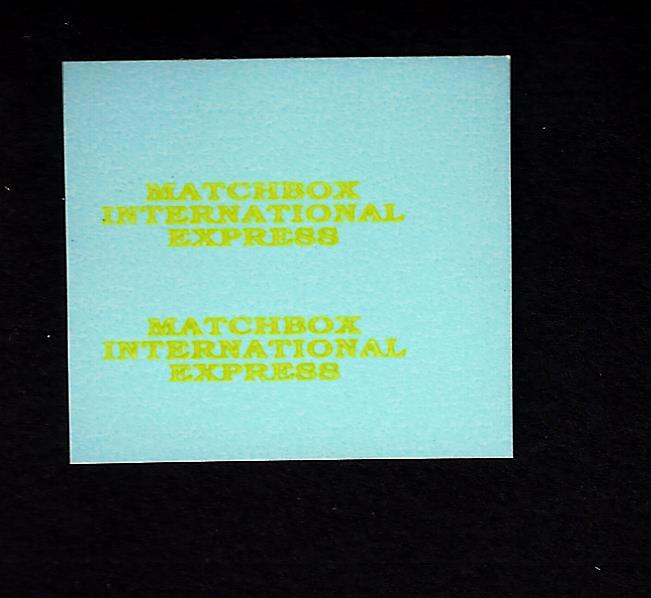 MATCHBOX
INTERNATIONAL
EXPRESS
MATCHBOX
INTERNATIONAL
EXPRESS